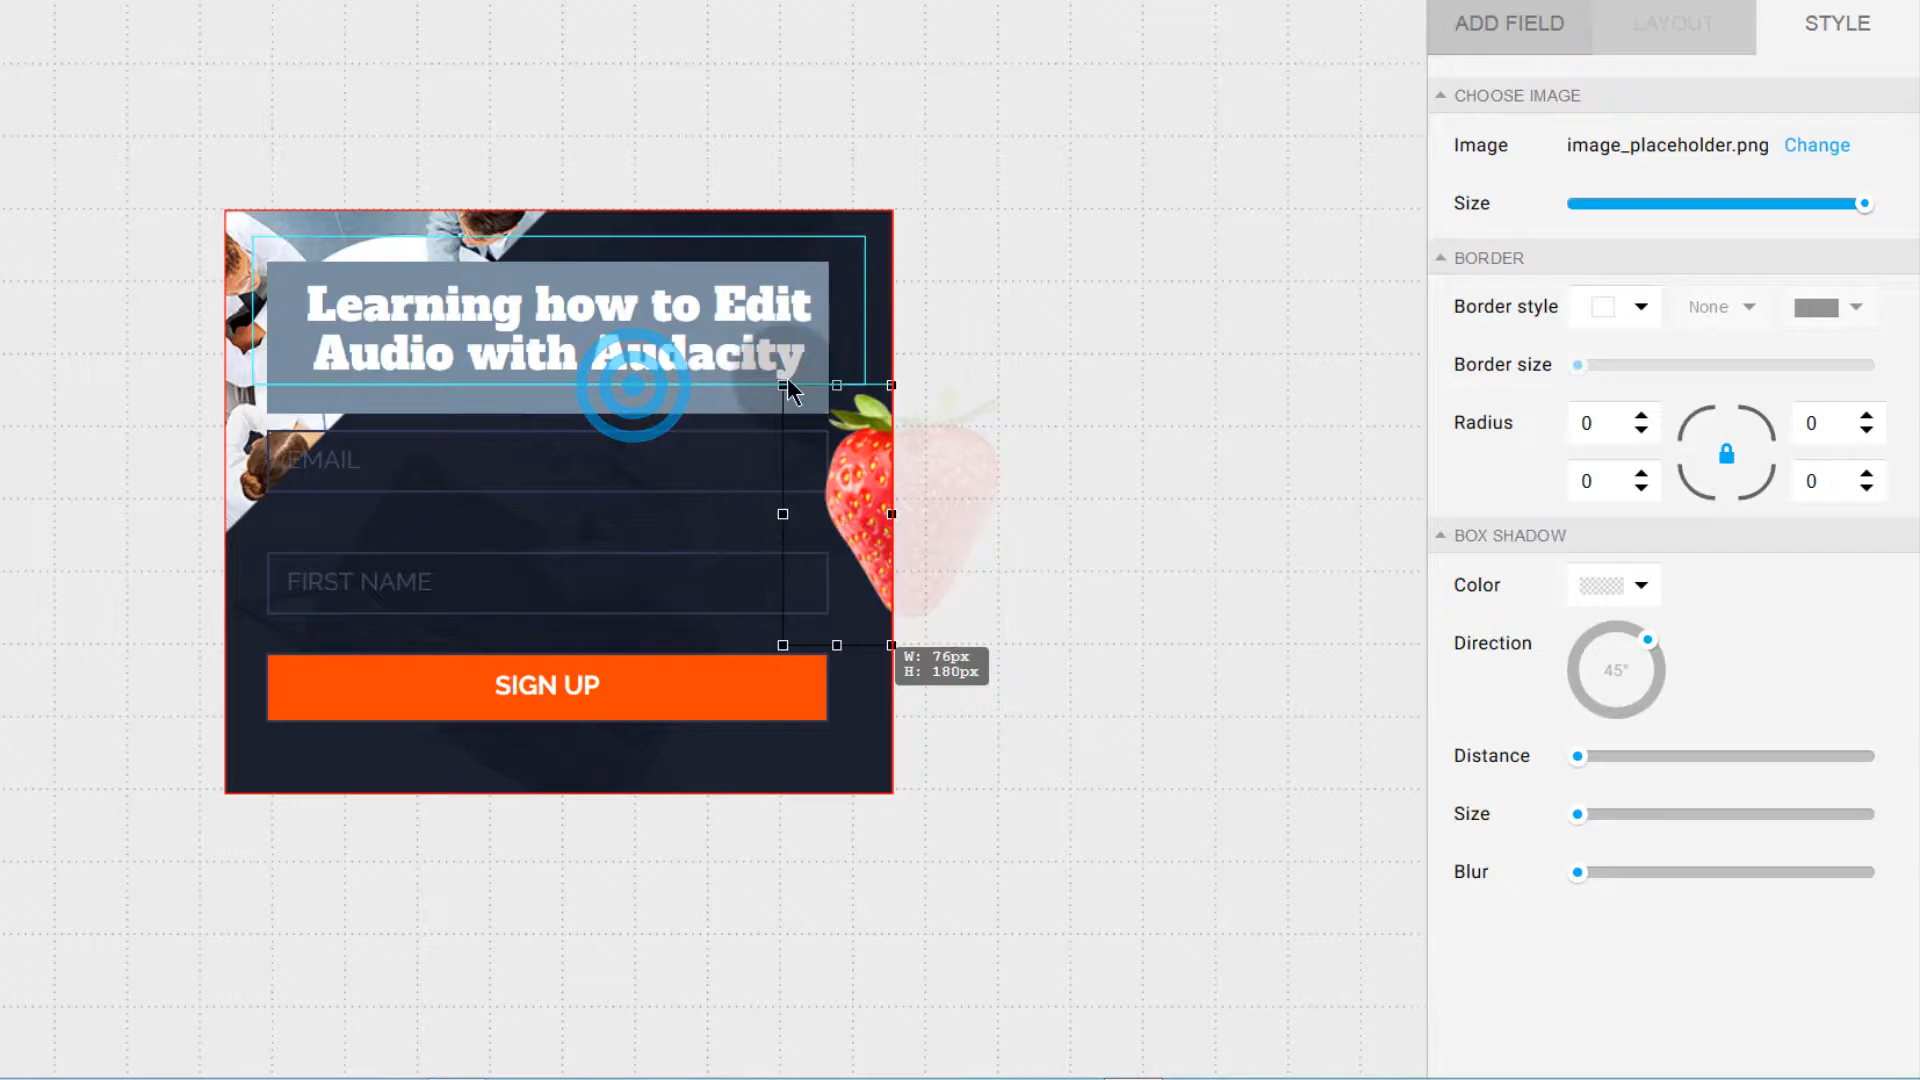 ADD FIELD
LAYOUT
STYLE
CHOOSE IMAGE
Image image_placeholder.png Change
Size
BORDER
Border style None
Border size
Radius 0 0
0 0
BOX SHADOW
Color
Direction 45°
Distance
Size
Blur
Learning how to Edit
Audio with Audacity
EMAIL
FIRST NAME
SIGN UP
W: 76px
H: 180px